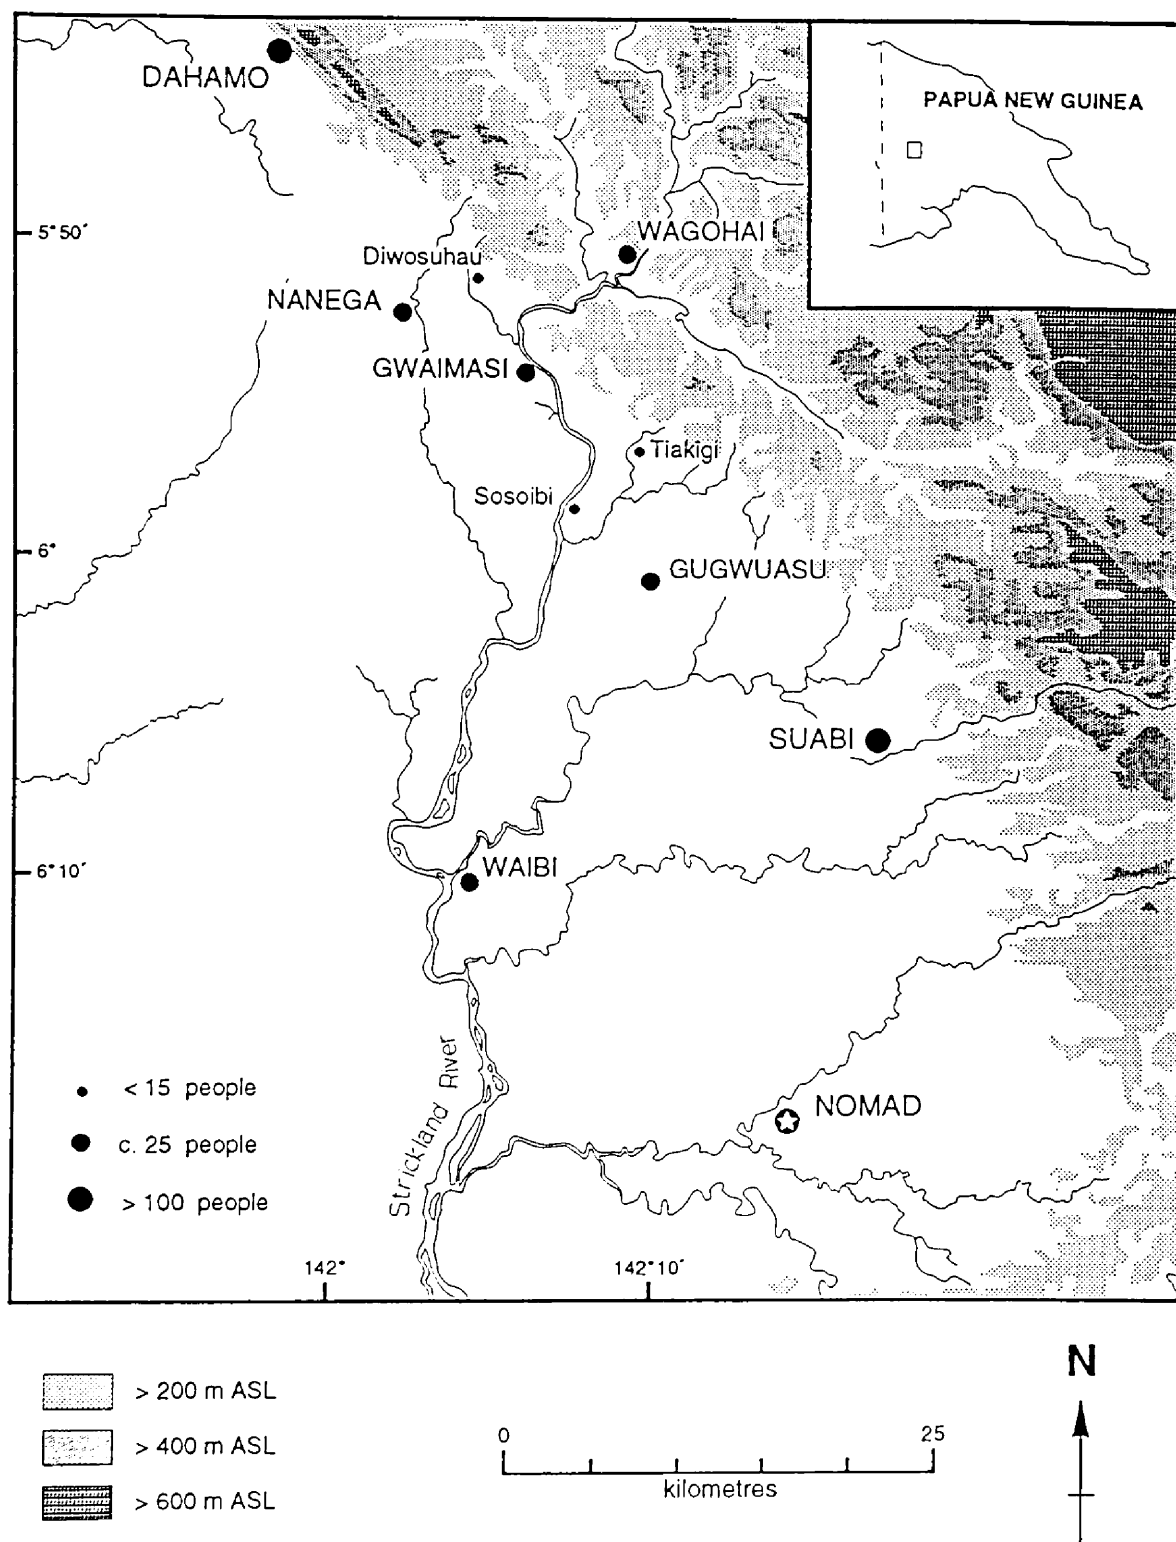 DAHAMO
PAPUA NEW GUINEA
5°50'
WAGOHAI
Diwosuhau
NANEGA
GWAIMASI
Tiakigi
Sosoibi
6°
GUGWUASU
SUABI
6°10'
WAIBI
Strickland River
NOMAD
< 15 people
c. 25 people
> 100 people
142°
142°10'
> 200 m ASL
> 400 m ASL
> 600 m ASL
0 25
kilometres
N